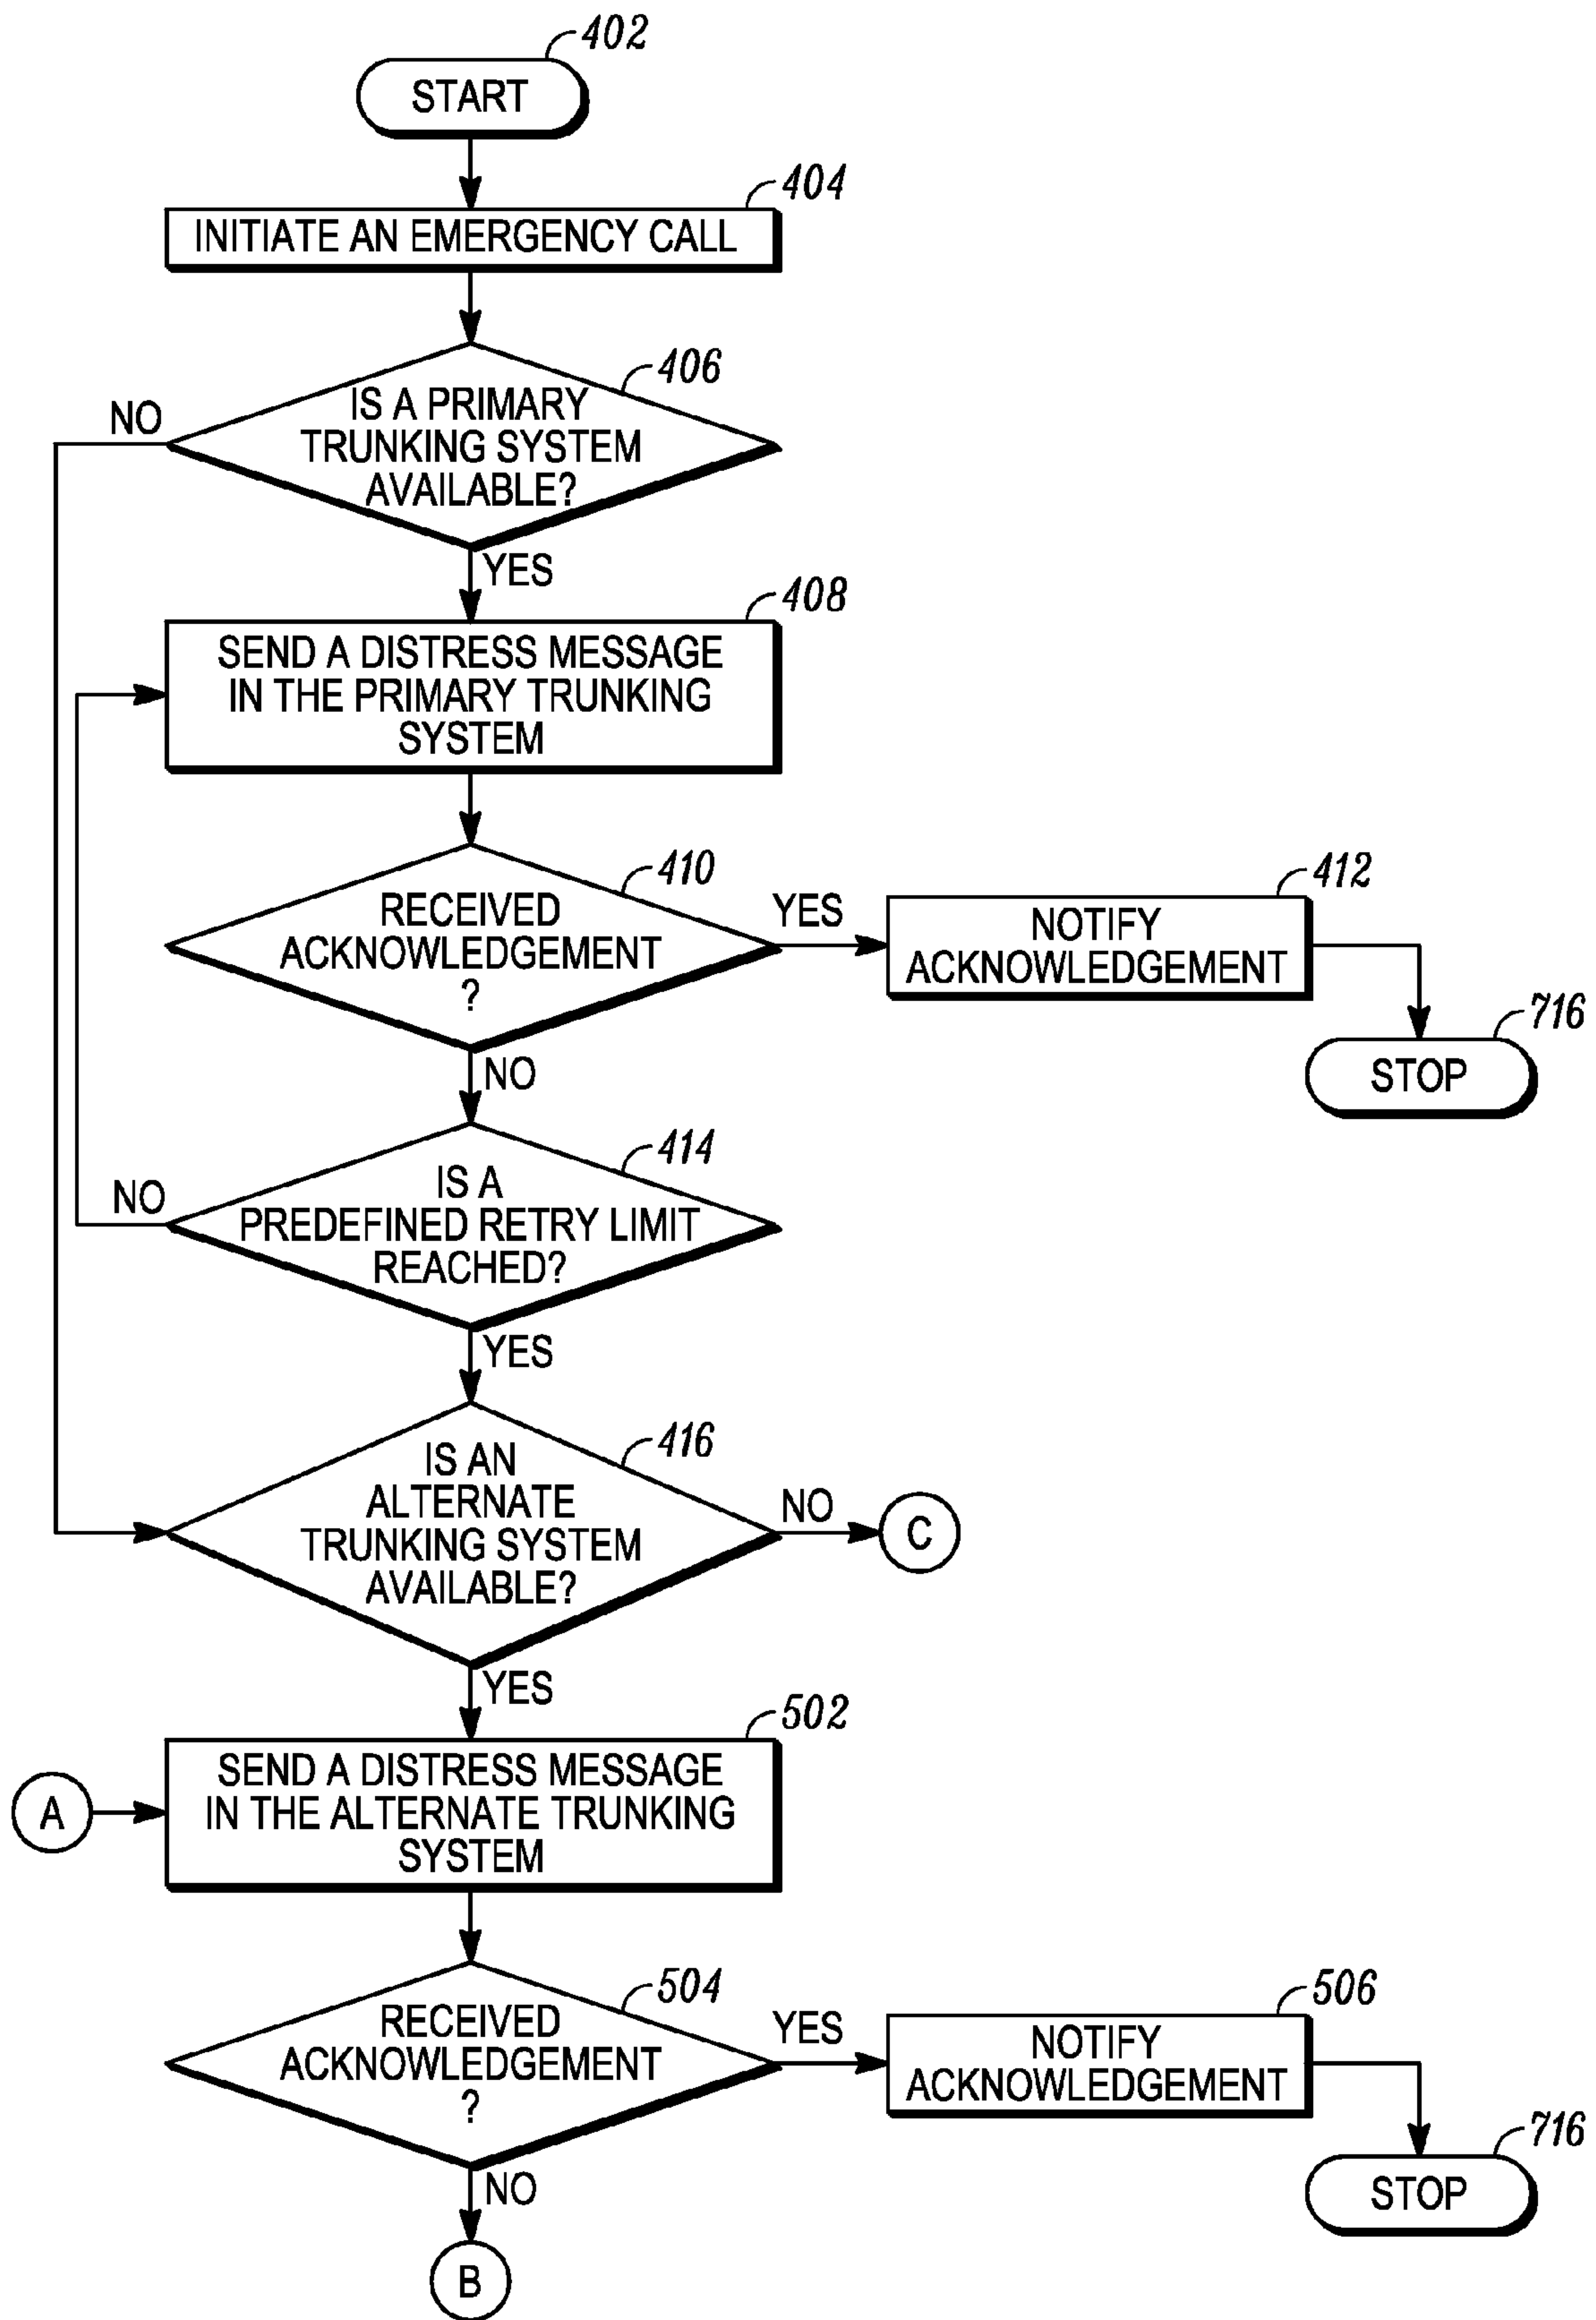 402
START
404
INITIATE AN EMERGENCY CALL
406
IS A PRIMARY
TRUNKING SYSTEM
AVAILABLE?
NO
YES
408
SEND A DISTRESS MESSAGE
IN THE PRIMARY TRUNKING
SYSTEM
410
RECEIVED
ACKNOWLEDGEMENT
?
YES
412
NOTIFY
ACKNOWLEDGEMENT
716
STOP
NO
414
IS A
PREDEFINED RETRY LIMIT
REACHED?
NO
YES
416
IS AN
ALTERNATE
TRUNKING SYSTEM
AVAILABLE?
NO
C
YES
502
A
SEND A DISTRESS MESSAGE
IN THE ALTERNATE TRUNKING
SYSTEM
504
RECEIVED
ACKNOWLEDGEMENT
?
YES
506
NOTIFY
ACKNOWLEDGEMENT
716
STOP
NO
B